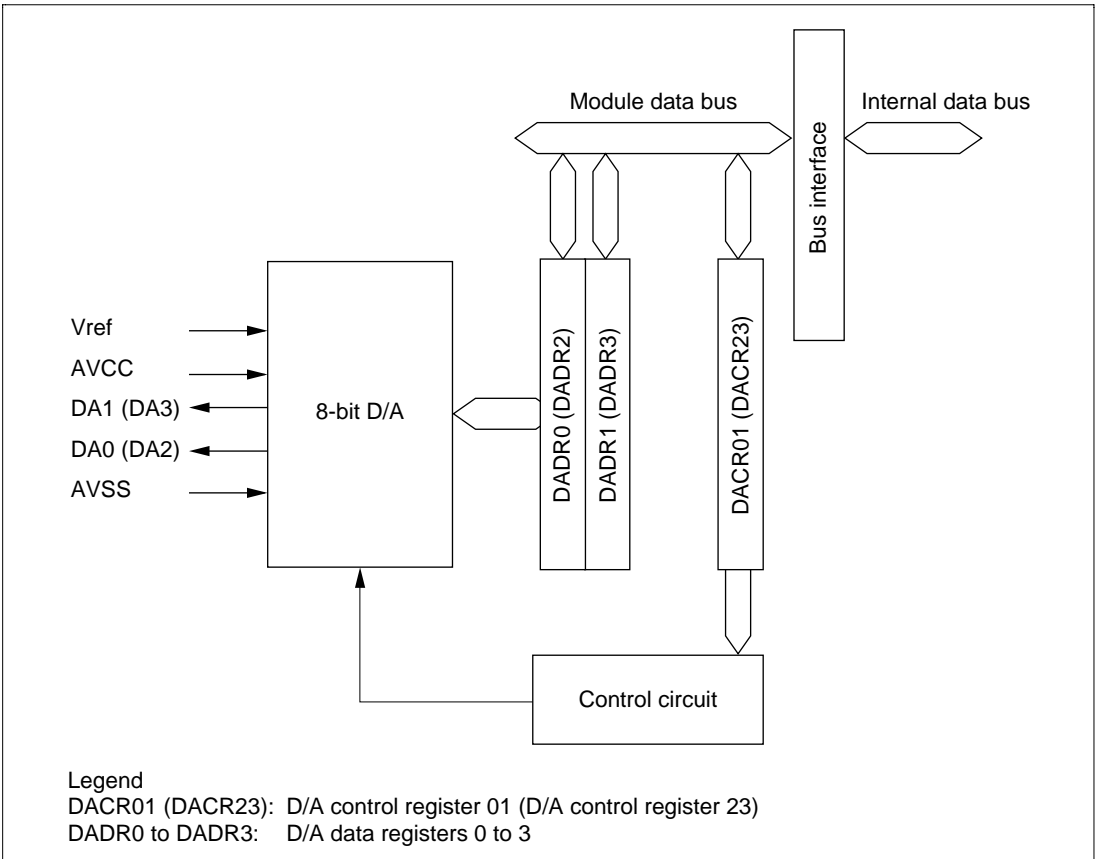 Module data bus
Internal data bus
Bus interface
Vref
AVCC
DA1 (DA3)
DA0 (DA2)
AVSS
8-bit D/A
DADR0 (DADR2)
DADR1 (DADR3)
DACR01 (DACR23)
Control circuit
Legend
DACR01 (DACR23): D/A control register 01 (D/A control register 23)
DADR0 to DADR3: D/A data registers 0 to 3